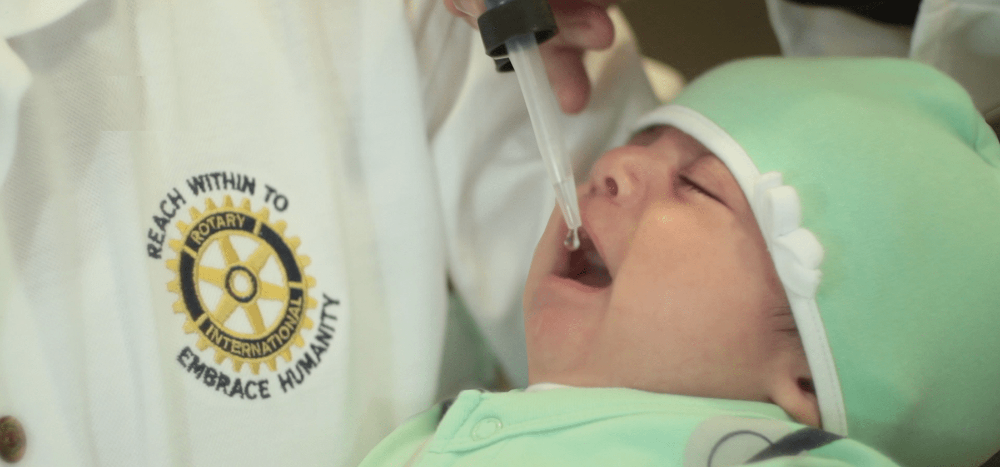 REACH WITHIN TO
ROTARY
INTERNATIONAL
EMBRACE HUMANITY